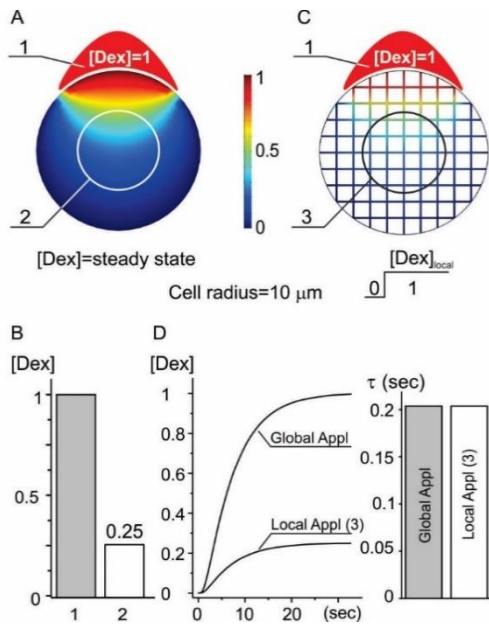 A
C
1
[Dex]=1
1
[Dex]=1
1
0.5
0
2
3
[Dex]=steady state
[Dex]local
0 1
Cell radius=10 μm
B
D
[Dex]
[Dex]
τ (sec)
1
0.5
0
0.25
1 2
1
0.8
0.6
0.4
0.2
0
Global Appl
Local Appl (3)
0 10 20 (sec)
0.2
0.15
0.1
0.05
0
Global Appl
Local Appl (3)